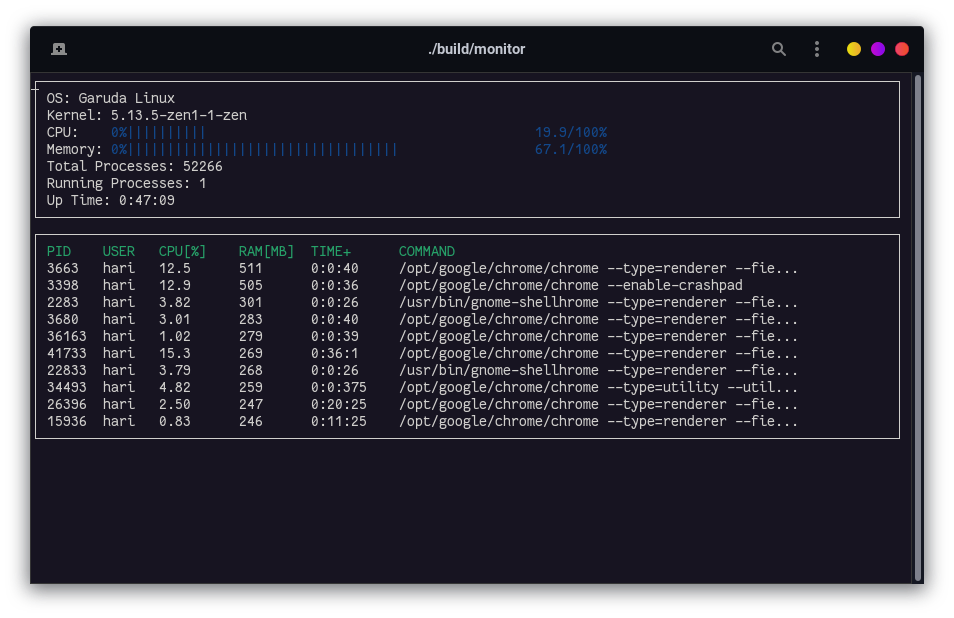 ./build/monitor
OS: Garuda Linux
Kernel: 5.13.5-zen1-1-zen
CPU: 0%|||||||||| 19.9/100%
Memory: 0%|||||||||||||||||||||||||||||||||| 67.1/100%
Total Processes: 52266
Running Processes: 1
Up Time: 0:47:09
PID USER CPU[%] RAM[MB] TIME+ COMMAND
3663 hari 12.5 511 0:0:40 /opt/google/chrome/chrome --type=renderer --fie...
3398 hari 12.9 505 0:0:36 /opt/google/chrome/chrome --enable-crashpad
2283 hari 3.82 301 0:0:26 /usr/bin/gnome-shellhrome --type=renderer --fie...
3680 hari 3.01 283 0:0:40 /opt/google/chrome/chrome --type=renderer --fie...
36163 hari 1.02 279 0:0:39 /opt/google/chrome/chrome --type=renderer --fie...
41733 hari 15.3 269 0:36:1 /opt/google/chrome/chrome --type=renderer --fie...
22833 hari 3.79 268 0:0:26 /usr/bin/gnome-shellhrome --type=renderer --fie...
34493 hari 4.82 259 0:0:375 /opt/google/chrome/chrome --type=utility --util...
26396 hari 2.50 247 0:20:25 /opt/google/chrome/chrome --type=renderer --fie...
15936 hari 0.83 246 0:11:25 /opt/google/chrome/chrome --type=renderer --fie...